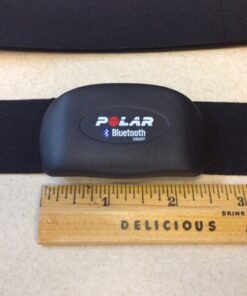 POLAR
Bluetooth
SMART
1 2 3
DRINK
DELICIOUS